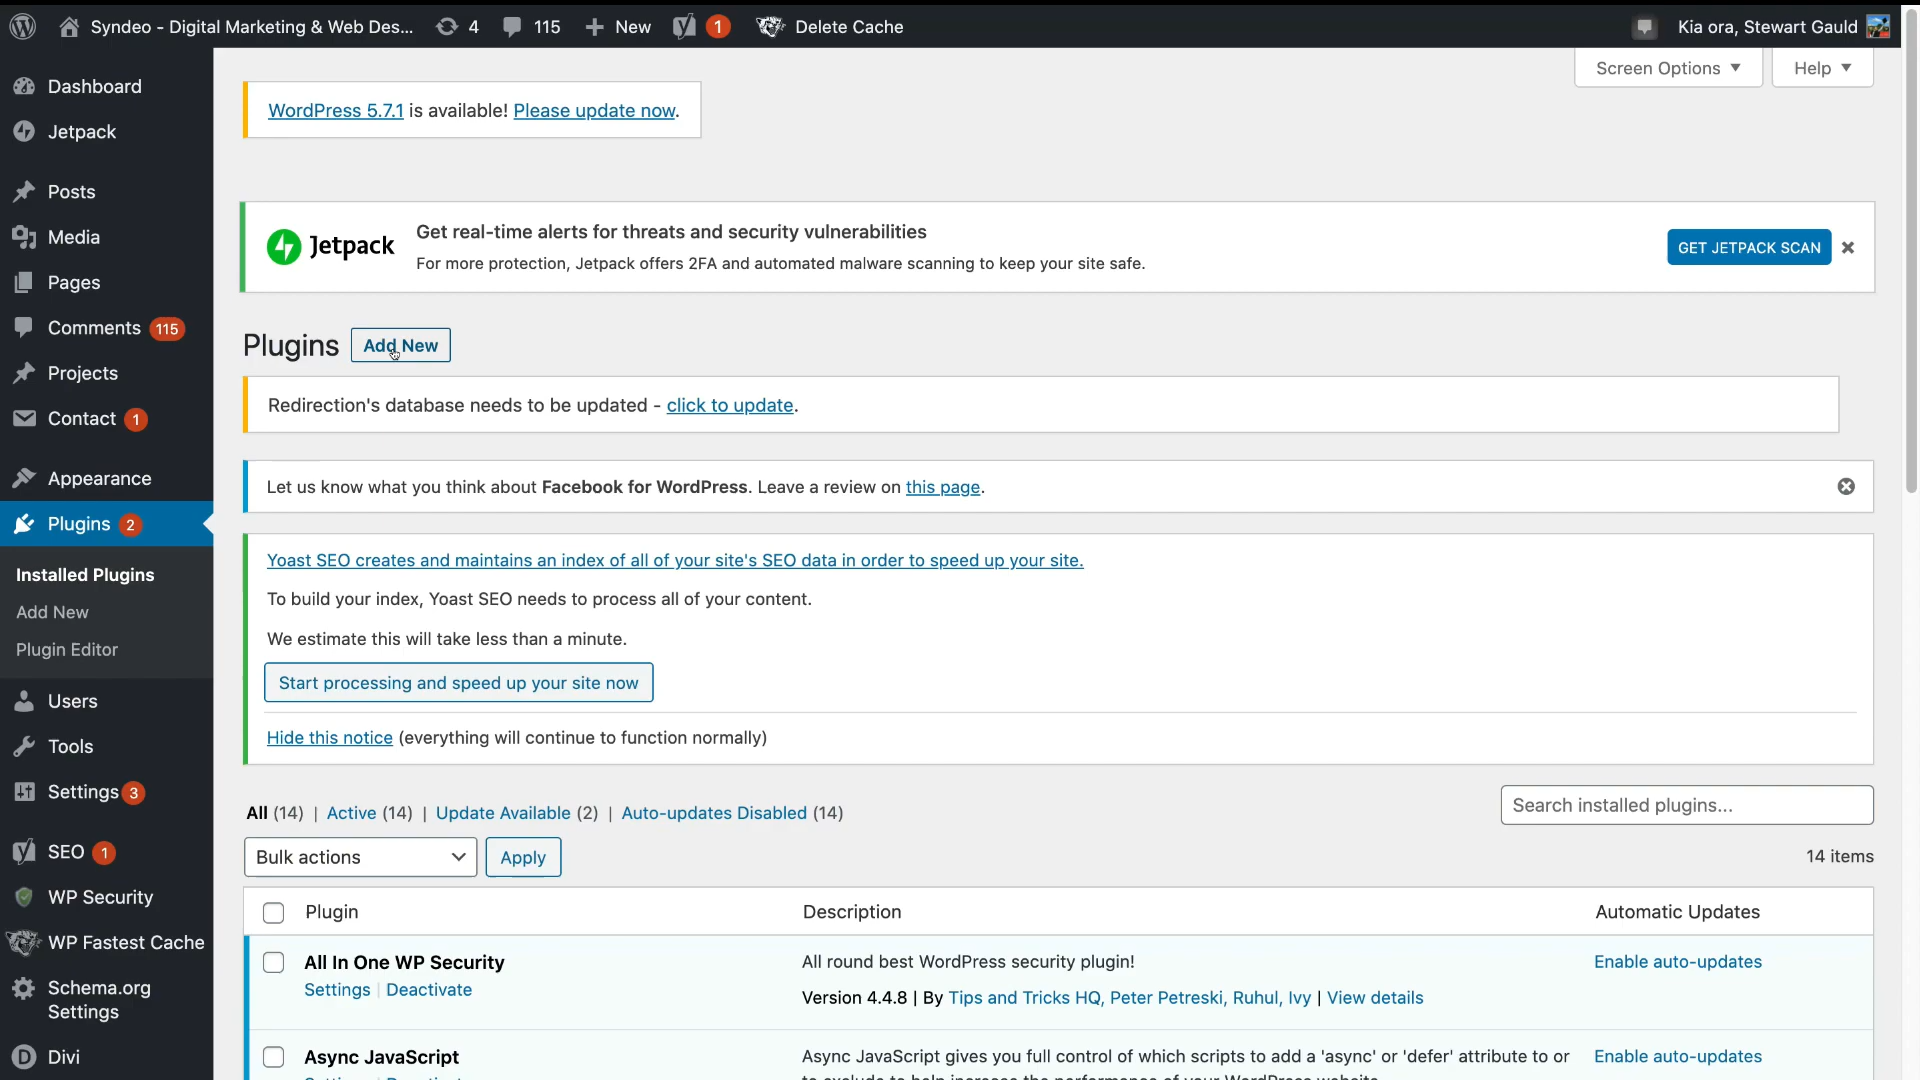 Syndeo - Digital Marketing & Web Des... 4 115 New 1 Delete Cache Kia ora, Stewart Gauld
Screen Options Help
Dashboard
Jetpack
Posts
Media
Pages
Comments 115
Projects
Contact 1
Appearance
Plugins 2
Installed Plugins
Add New
Plugin Editor
Users
Tools
Settings 3
SEO 1
WP Security
WP Fastest Cache
Schema.org
Settings
Divi
WordPress 5.7.1 is available! Please update now.
Jetpack
Get real-time alerts for threats and security vulnerabilities
For more protection, Jetpack offers 2FA and automated malware scanning to keep your site safe.
GET JETPACK SCAN
Plugins Add New
Redirection's database needs to be updated - click to update.
Let us know what you think about Facebook for WordPress. Leave a review on this page.
Yoast SEO creates and maintains an index of all of your site's SEO data in order to speed up your site.
To build your index, Yoast SEO needs to process all of your content.
We estimate this will take less than a minute.
Start processing and speed up your site now
Hide this notice (everything will continue to function normally)
All (14) | Active (14) | Update Available (2) | Auto-updates Disabled (14)
Search installed plugins...
Bulk actions Apply
14 items
Plugin Description Automatic Updates
All In One WP Security
Settings | Deactivate
All round best WordPress security plugin!
Version 4.4.8 | By Tips and Tricks HQ, Peter Petreski, Ruhul, Ivy | View details
Enable auto-updates
Async JavaScript
Async JavaScript gives you full control of which scripts to add a 'async' or 'defer' attribute to or
Enable auto-updates